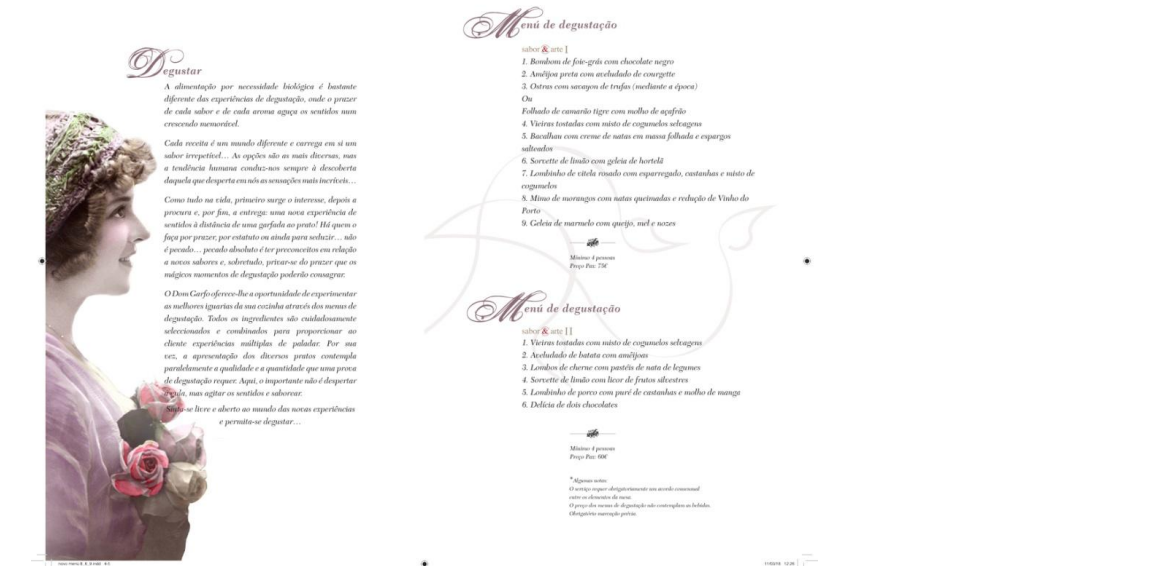 Degustar
A alimentação por necessidade biológica é bastante
diferente das experiências de degustação, onde o prazer
de cada sabor e de cada aroma aguça os sentidos num
crescendo memorável.
Cada receita é um mundo diferente e carrega em si um
sabor irrepetível… As opções são as mais diversas, mas
a tendência humana conduz-nos sempre à descoberta
daquela que desperta em nós as sensações mais incríveis…
Como tudo na vida, primeiro surge o interesse, depois a
procura e, por fim, a entrega: uma nova experiência de
sentidos à distância de uma garfada ao prato! Há quem o
faça por prazer, por estatuto ou ainda para seduzir… não
é pecado… pecado absoluto é ter preconceitos em relação
a novos sabores e, sobretudo, privar-se do prazer que os
mágicos momentos de degustação poderão consagrar.
O Dom Garfo oferece-lhe a oportunidade de experimentar
as melhores iguarias da sua cozinha através dos menus de
degustação. Todos os ingredientes são cuidadosamente
seleccionados e combinados para proporcionar ao
cliente experiências múltiplas de paladar. Por sua
vez, a apresentação dos diversos pratos contempla
paralelamente a qualidade e a quantidade que uma prova
de degustação requer. Aqui, o importante não é despertar
a gula, mas agitar os sentidos e saborear.
Sinta-se livre e aberto ao mundo das novas experiências
e permita-se degustar…
Menú de degustação
sabor & arte []
1. Bombom de foie-grás com chocolate negro
2. Amêijoa preta com aveludado de courgette
3. Ostras com savayon de trufas (mediante a época)
Ou
Folhado de camarão tigre com molho de açafrão
4. Vieiras tostadas com misto de cogumelos selvagens
5. Bacalhau com creme de natas em massa folhada e espargos
salteados
6. Sorvette de limão com geleia de hortelã
7. Lombinho de vitela rosado com esparregado, castanhas e misto de
cogumelos
8. Mimo de morangos com natas queimadas e redução de Vinho do
Porto
9. Geleia de marmelo com queijo, mel e nozes
Mínimo 4 pessoas
Preço Pax: 75€
Menú de degustação
sabor & arte []
1. Vieiras tostadas com misto de cogumelos selvagens
2. Aveludado de batata com amêijoas
3. Lombos de cherne com pastéis de nata de legumes
4. Sorvette de limão com licor de frutos silvestres
5. Lombinho de porco com puré de castanhas e molho de manga
6. Delícia de dois chocolates
Mínimo 4 pessoas
Preço Pax: 60€
*Algumas notas
O serviço requer obrigatoriamente um acordo consensual
entre os elementos da mesa.
O preço dos menus de degustação não contemplam as bebidas.
Obrigatório marcação prévia.